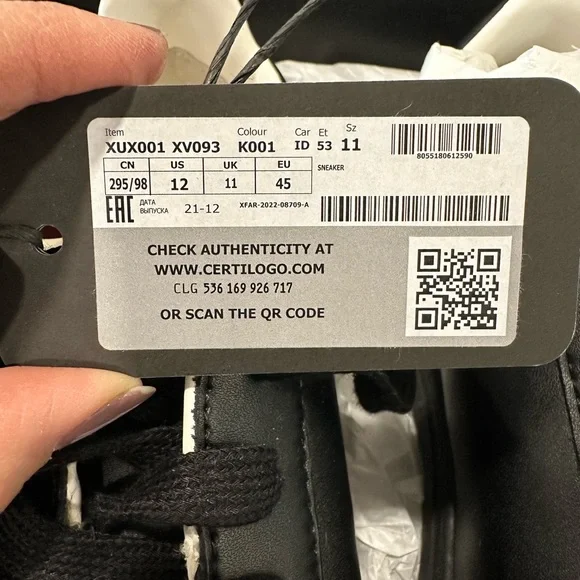 Item Colour Car Et Sz
XUX001 XV093 K001 ID 53 11
8055180612590
CN US UK EU SNEAKER
295/98 12 11 45
EAC ДАТА ВЫПУСКА 21-12 XFAR-2022-08709-A
CHECK AUTHENTICITY AT
WWW.CERTILOGO.COM
CLG 536 169 926 717
OR SCAN THE QR CODE